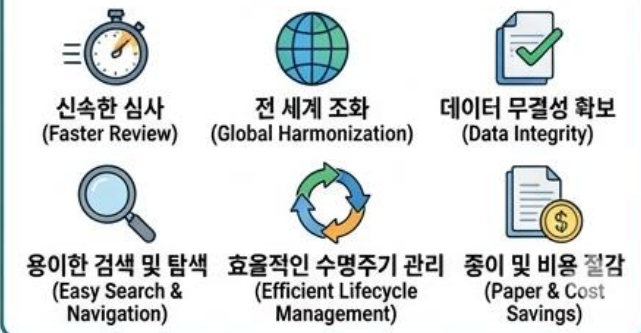 신속한 심사
(Faster Review)
전 세계 조화
(Global Harmonization)
데이터 무결성 확보
(Data Integrity)
용이한 검색 및 탐색
(Easy Search &
Navigation)
효율적인 수명주기 관리
(Efficient Lifecycle
Management)
종이 및 비용 절감
(Paper & Cost
Savings)
$